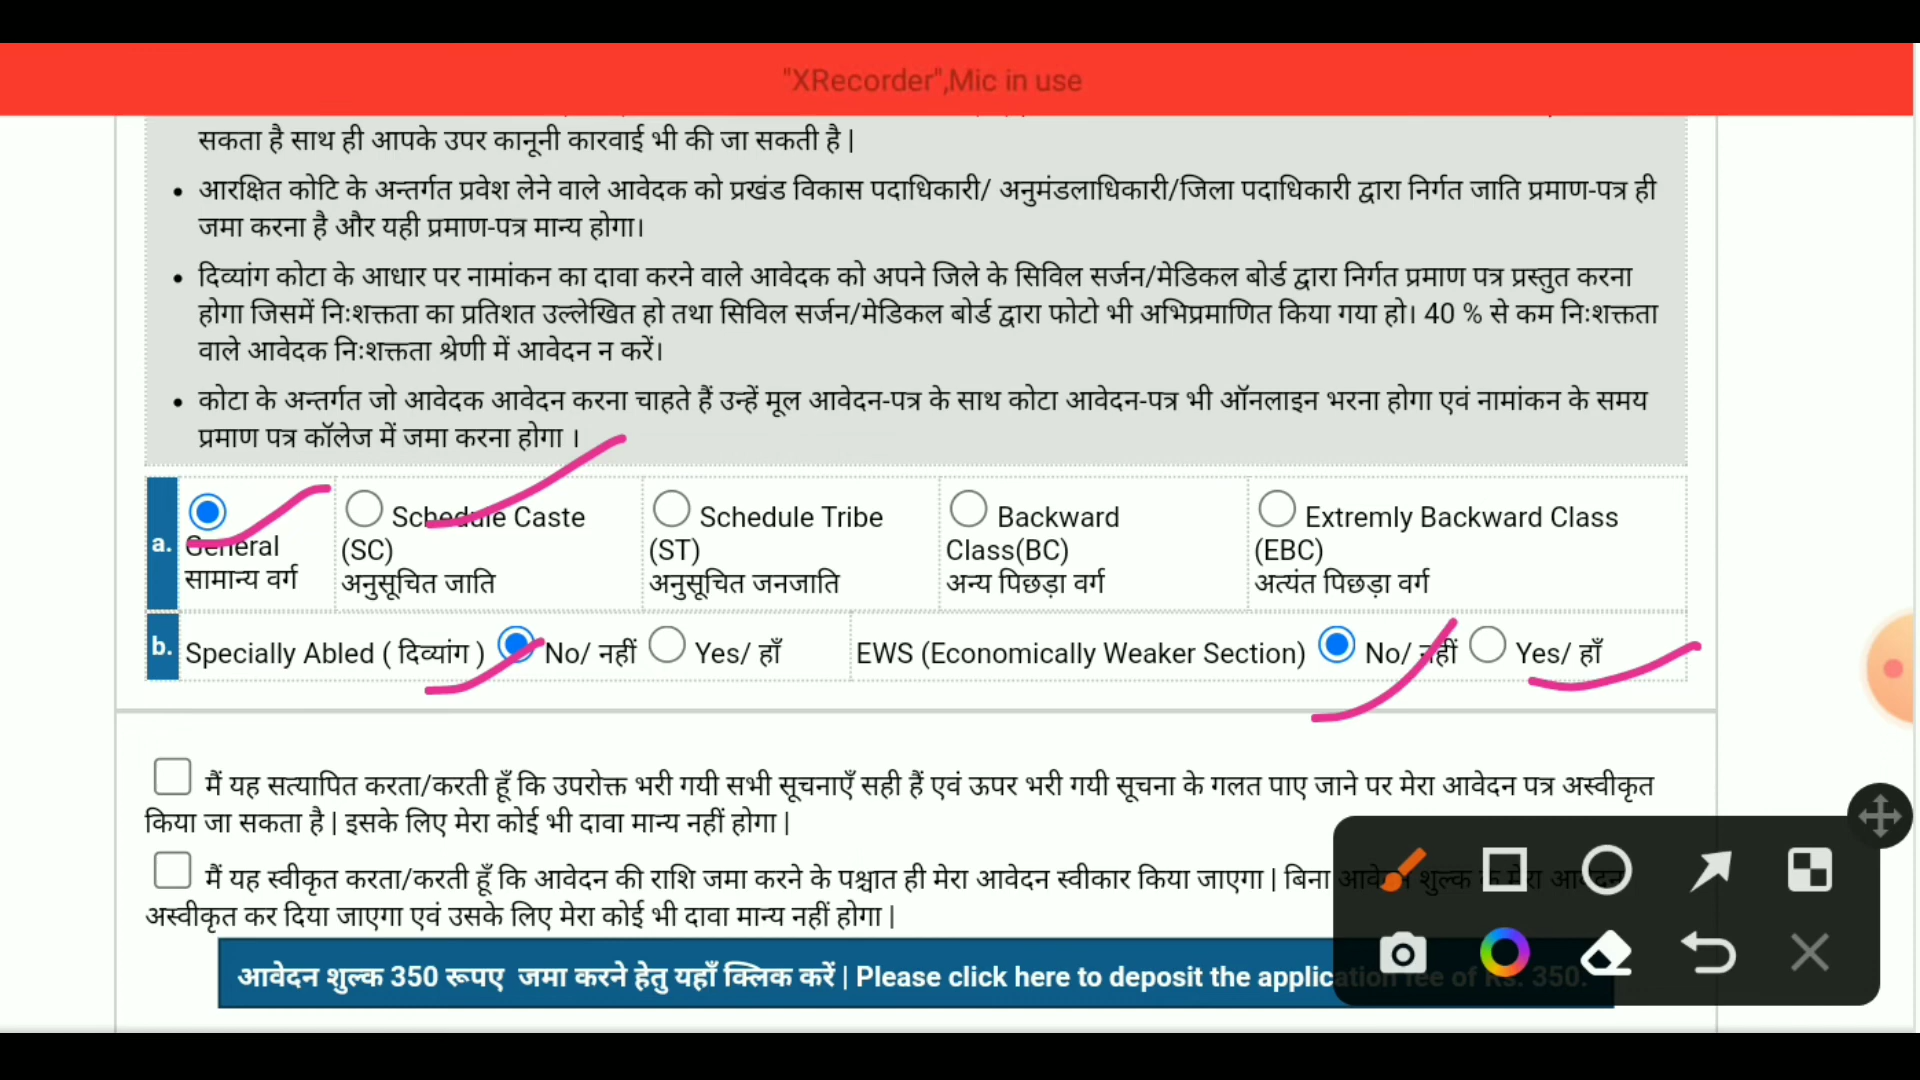 "XRecorder",Mic in use
सकता है साथ ही आपके उपर कानूनी कारवाई भी की जा सकती है |
• आरक्षित कोटि के अन्तर्गत प्रवेश लेने वाले आवेदक को प्रखंड विकास पदाधिकारी/ अनुमंडलाधिकारी/जिला पदाधिकारी द्वारा निर्गत जाति प्रमाण-पत्र ही
जमा करना है और यही प्रमाण-पत्र मान्य होगा।
• दिव्यांग कोटा के आधार पर नामांकन का दावा करने वाले आवेदक को अपने जिले के सिविल सर्जन/मेडिकल बोर्ड द्वारा निर्गत प्रमाण पत्र प्रस्तुत करना
होगा जिसमें निःशक्तता का प्रतिशत उल्लेखित हो तथा सिविल सर्जन/मेडिकल बोर्ड द्वारा फोटो भी अभिप्रमाणित किया गया हो। 40 % से कम निःशक्तता
वाले आवेदक निःशक्तता श्रेणी में आवेदन न करें।
• कोटा के अन्तर्गत जो आवेदक आवेदन करना चाहते हैं उन्हें मूल आवेदन-पत्र के साथ कोटा आवेदन-पत्र भी ऑनलाइन भरना होगा एवं नामांकन के समय
प्रमाण पत्र कॉलेज में जमा करना होगा ।
a.
General
सामान्य वर्ग
Schedule Caste
(SC)
अनुसूचित जाति
Schedule Tribe
(ST)
अनुसूचित जनजाति
Backward
Class(BC)
अन्य पिछड़ा वर्ग
Extremly Backward Class
(EBC)
अत्यंत पिछड़ा वर्ग
b. Specially Abled ( दिव्यांग ) No/ नहीं Yes/ हाँ EWS (Economically Weaker Section) No/ नहीं Yes/ हाँ
मैं यह सत्यापित करता/करती हूँ कि उपरोक्त भरी गयी सभी सूचनाएँ सही हैं एवं ऊपर भरी गयी सूचना के गलत पाए जाने पर मेरा आवेदन पत्र अस्वीकृत
किया जा सकता है | इसके लिए मेरा कोई भी दावा मान्य नहीं होगा |
मैं यह स्वीकृत करता/करती हूँ कि आवेदन की राशि जमा करने के पश्चात ही मेरा आवेदन स्वीकार किया जाएगा | बिना आवेदन शुल्क के मेरा आवेदन
अस्वीकृत कर दिया जाएगा एवं उसके लिए मेरा कोई भी दावा मान्य नहीं होगा |
आवेदन शुल्क 350 रूपए जमा करने हेतु यहाँ क्लिक करें | Please click here to deposit the application fee of Rs. 350.